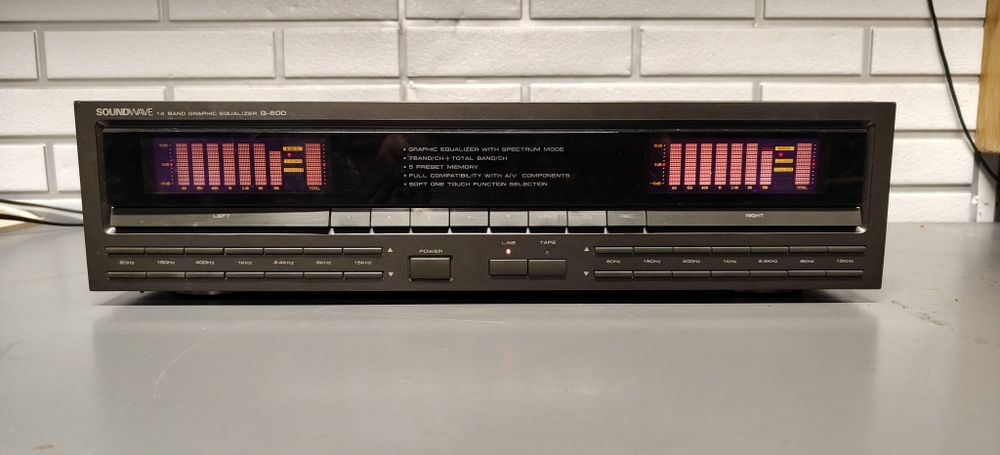 SOUNDWAVE 14 BAND GRAPHIC EQUALIZER Q-600
• GRAPHIC EQUALIZER WITH SPECTRUM MODE
• 7BAND/CH + TOTAL BAND/CH
• 5 PRESET MEMORY
• FULL COMPATIBILITY WITH A/V COMPONENTS
• SOFT ONE TOUCH FUNCTION SELECTION
TOTAL TOTAL
LEFT 1 2 3 4 5 REC RIGHT
POWER LINE TAPE
60Hz 150Hz 400Hz 1KHz 2.4KHz 6KHz 15KHz
60Hz 150Hz 400Hz 1KHz 2.4KHz 6KHz 15KHz